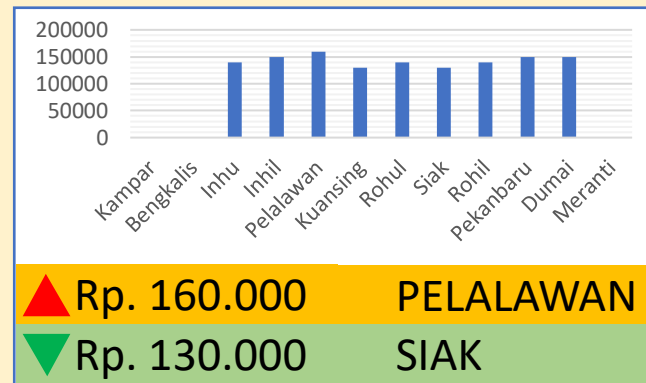 200000
150000
100000
50000
0
Kampar
Bengkalis
Inhu
Inhil
Pelalawan
Kuansing
Rohul
Siak
Rohil
Pekanbaru
Dumai
Meranti
Rp. 160.000 PELALAWAN
Rp. 130.000 SIAK